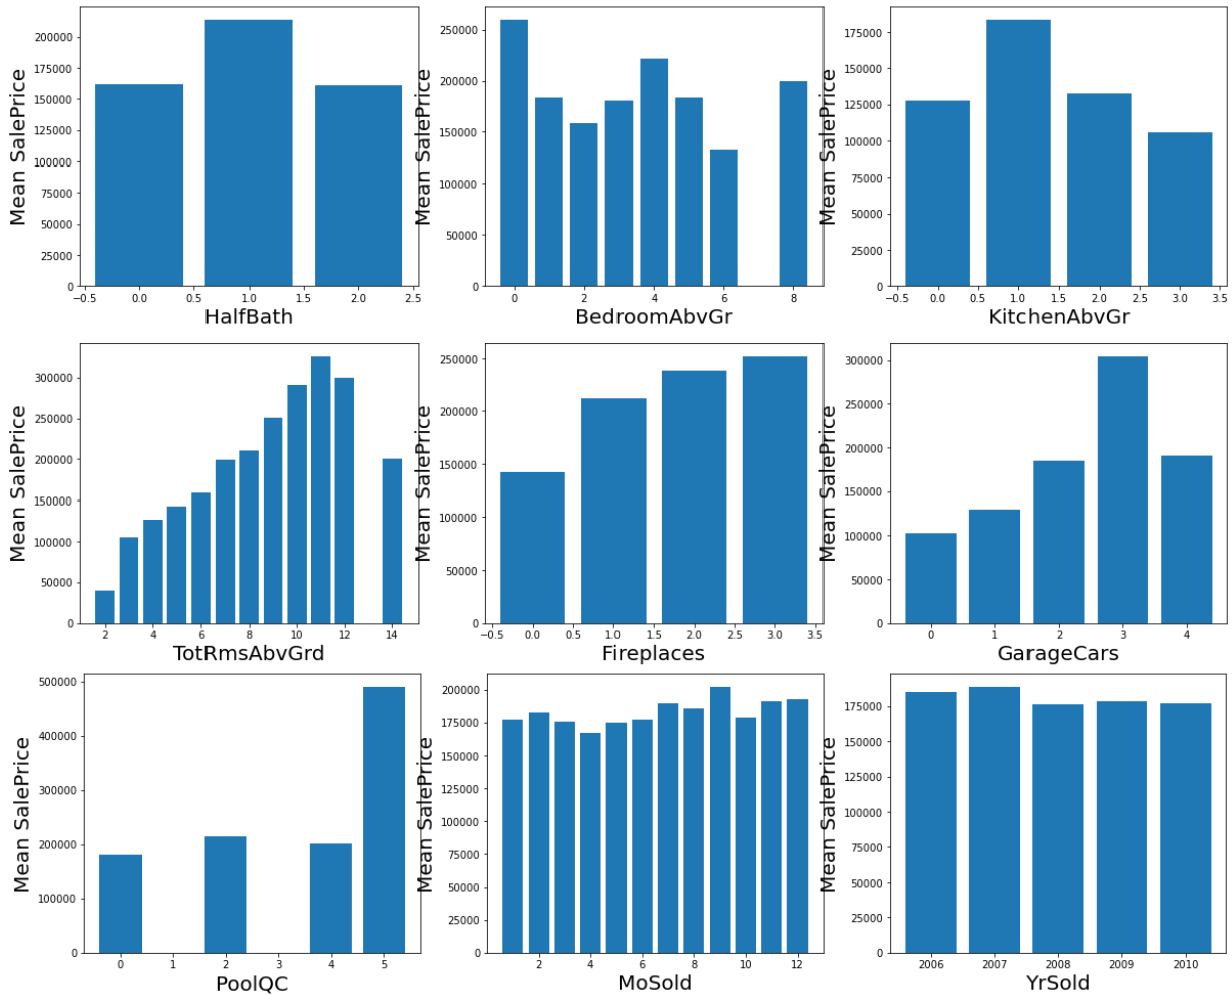 Mean SalePrice
200000
175000
150000
125000
100000
75000
50000
25000
0
−0.5 0.0 0.5 1.0 1.5 2.0 2.5
HalfBath
Mean SalePrice
250000
200000
150000
100000
50000
0
0 2 4 6 8
BedroomAbvGr
Mean SalePrice
175000
150000
125000
100000
75000
50000
25000
0
−0.5 0.0 0.5 1.0 1.5 2.0 2.5 3.0 3.5
KitchenAbvGr
Mean SalePrice
300000
250000
200000
150000
100000
50000
0
2 4 6 8 10 12 14
TotRmsAbvGrd
Mean SalePrice
250000
200000
150000
100000
50000
0
−0.5 0.0 0.5 1.0 1.5 2.0 2.5 3.0 3.5
Fireplaces
Mean SalePrice
300000
250000
200000
150000
100000
50000
0
0 1 2 3 4
GarageCars
Mean SalePrice
500000
400000
300000
200000
100000
0
0 1 2 3 4 5
PoolQC
Mean SalePrice
200000
175000
150000
125000
100000
75000
50000
25000
0
2 4 6 8 10 12
MoSold
Mean SalePrice
175000
150000
125000
100000
75000
50000
25000
0
2006 2007 2008 2009 2010
YrSold